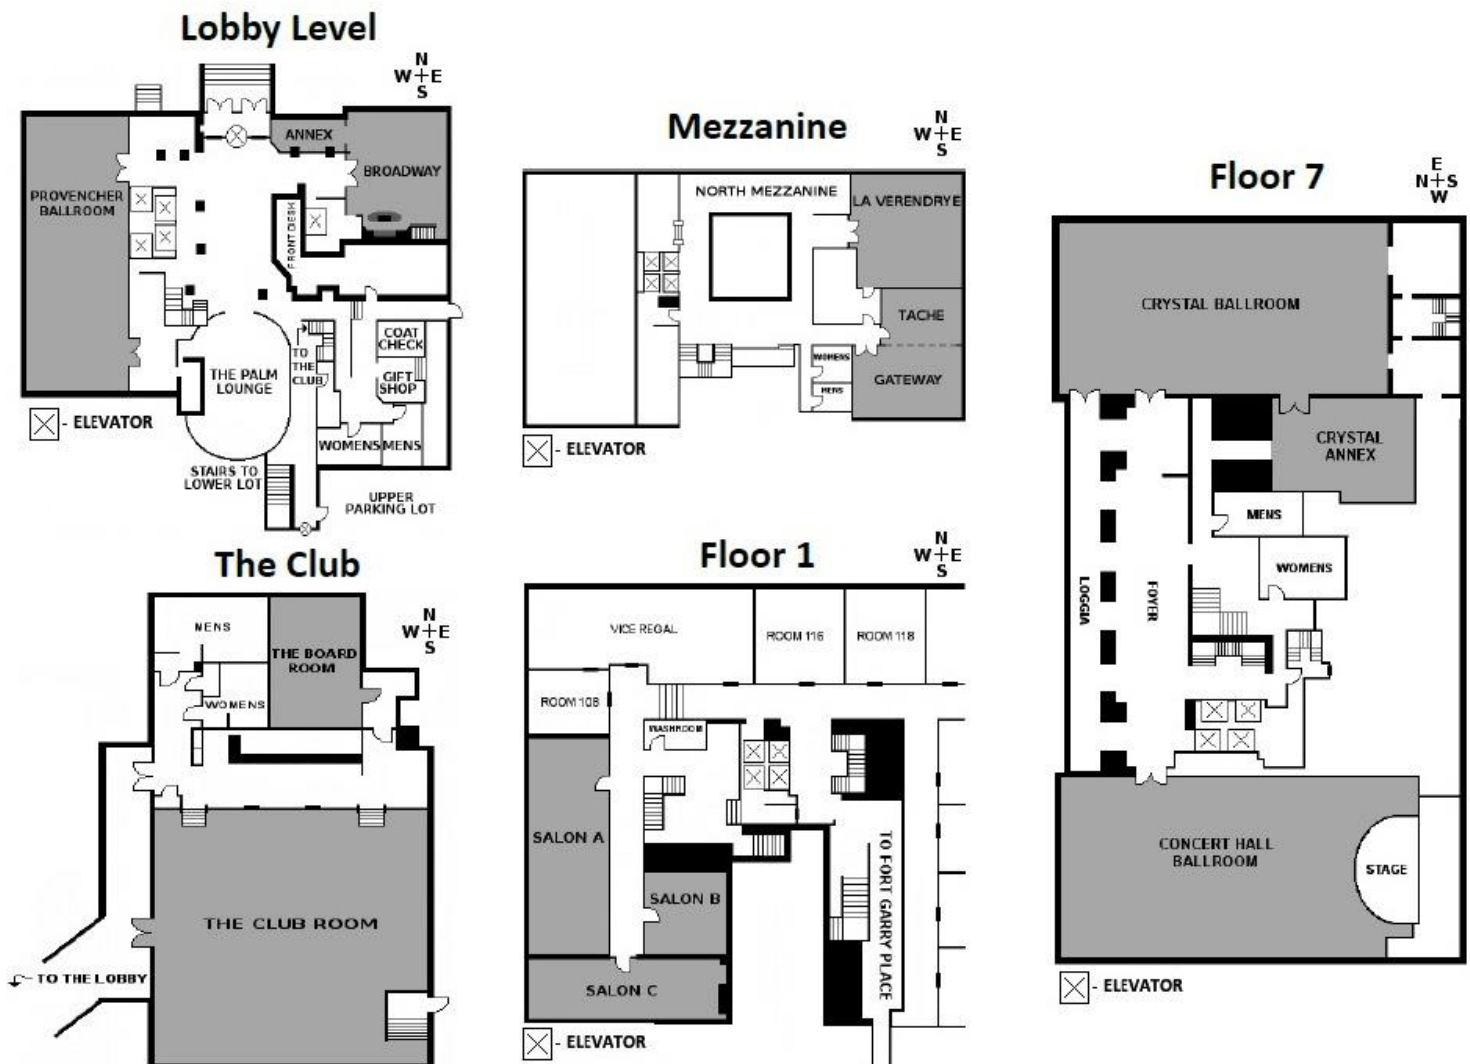 Lobby Level
N
W+E
S
ANNEX
BROADWAY
PROVENCHER
BALLROOM
FRONT DESK
COAT
CHECK
TO
THE
CLUB
GIFT
SHOP
THE PALM
LOUNGE
- ELEVATOR
WOMENS
MENS
STAIRS TO
LOWER LOT
UPPER
PARKING LOT
Mezzanine
N
W+E
S
NORTH MEZZANINE
LA VERENDRYE
TACHE
WOMENS
MENS
GATEWAY
- ELEVATOR
Floor 7
E
N+S
W
CRYSTAL BALLROOM
CRYSTAL
ANNEX
MENS
WOMENS
LOGGIA
FOYER
CONCERT HALL
BALLROOM
STAGE
- ELEVATOR
The Club
N
W+E
S
MENS
THE BOARD
ROOM
WOMENS
THE CLUB ROOM
TO THE LOBBY
Floor 1
N
W+E
S
VICE REGAL
ROOM 116
ROOM 118
ROOM 108
WASHROOM
SALON A
SALON B
SALON C
TO FORT GARRY PLACE
- ELEVATOR